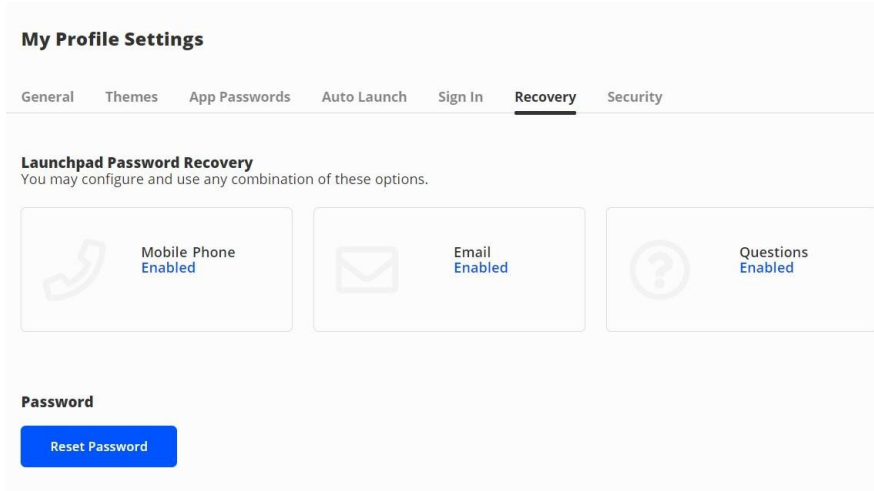 My Profile Settings
General Themes App Passwords Auto Launch Sign In Recovery Security
Launchpad Password Recovery
You may configure and use any combination of these options.
Mobile Phone
Enabled
Email
Enabled
Questions
Enabled
Password
Reset Password